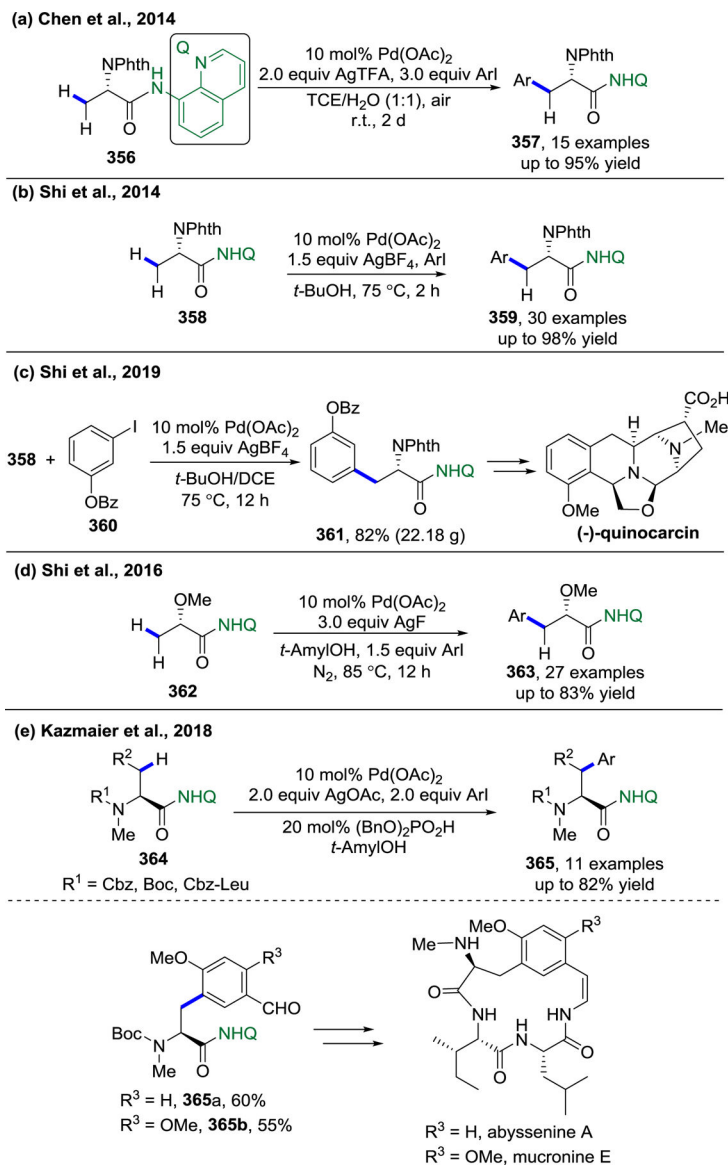 (a) Chen et al., 2014
NPhth
H
H
H
N
O
Q
N
356
10 mol% Pd(OAc)2
2.0 equiv AgTFA, 3.0 equiv ArI
TCE/H2O (1:1), air
r.t., 2 d
NPhth
Ar
NHQ
H
O
357, 15 examples
up to 95% yield
(b) Shi et al., 2014
NPhth
H
NHQ
H
O
358
10 mol% Pd(OAc)2
1.5 equiv AgBF4, ArI
t-BuOH, 75 °C, 2 h
NPhth
Ar
NHQ
H
O
359, 30 examples
up to 98% yield
(c) Shi et al., 2019
358 +
I
OBz
360
10 mol% Pd(OAc)2
1.5 equiv AgBF4
t-BuOH/DCE
75 °C, 12 h
OBz
NPhth
NHQ
O
361, 82% (22.18 g)
CO2H
H
Me
N
N
O
OMe
(-)-quinocarcin
(d) Shi et al., 2016
OMe
H
NHQ
H
O
362
10 mol% Pd(OAc)2
3.0 equiv AgF
t-AmylOH, 1.5 equiv ArI
N2, 85 °C, 12 h
OMe
Ar
NHQ
H
O
363, 27 examples
up to 83% yield
(e) Kazmaier et al., 2018
R2
H
R1
N
NHQ
Me
O
364
R1 = Cbz, Boc, Cbz-Leu
10 mol% Pd(OAc)2
2.0 equiv AgOAc, 2.0 equiv ArI
20 mol% (BnO)2PO2H
t-AmylOH
R2
Ar
R1
N
NHQ
Me
O
365, 11 examples
up to 82% yield
MeO
R3
CHO
Boc
N
NHQ
Me
O
R3 = H, 365a, 60%
R3 = OMe, 365b, 55%
MeO
R3
Me
NH
O
NH
HN
HN
O
O
R3 = H, abyssenine A
R3 = OMe, mucronine E